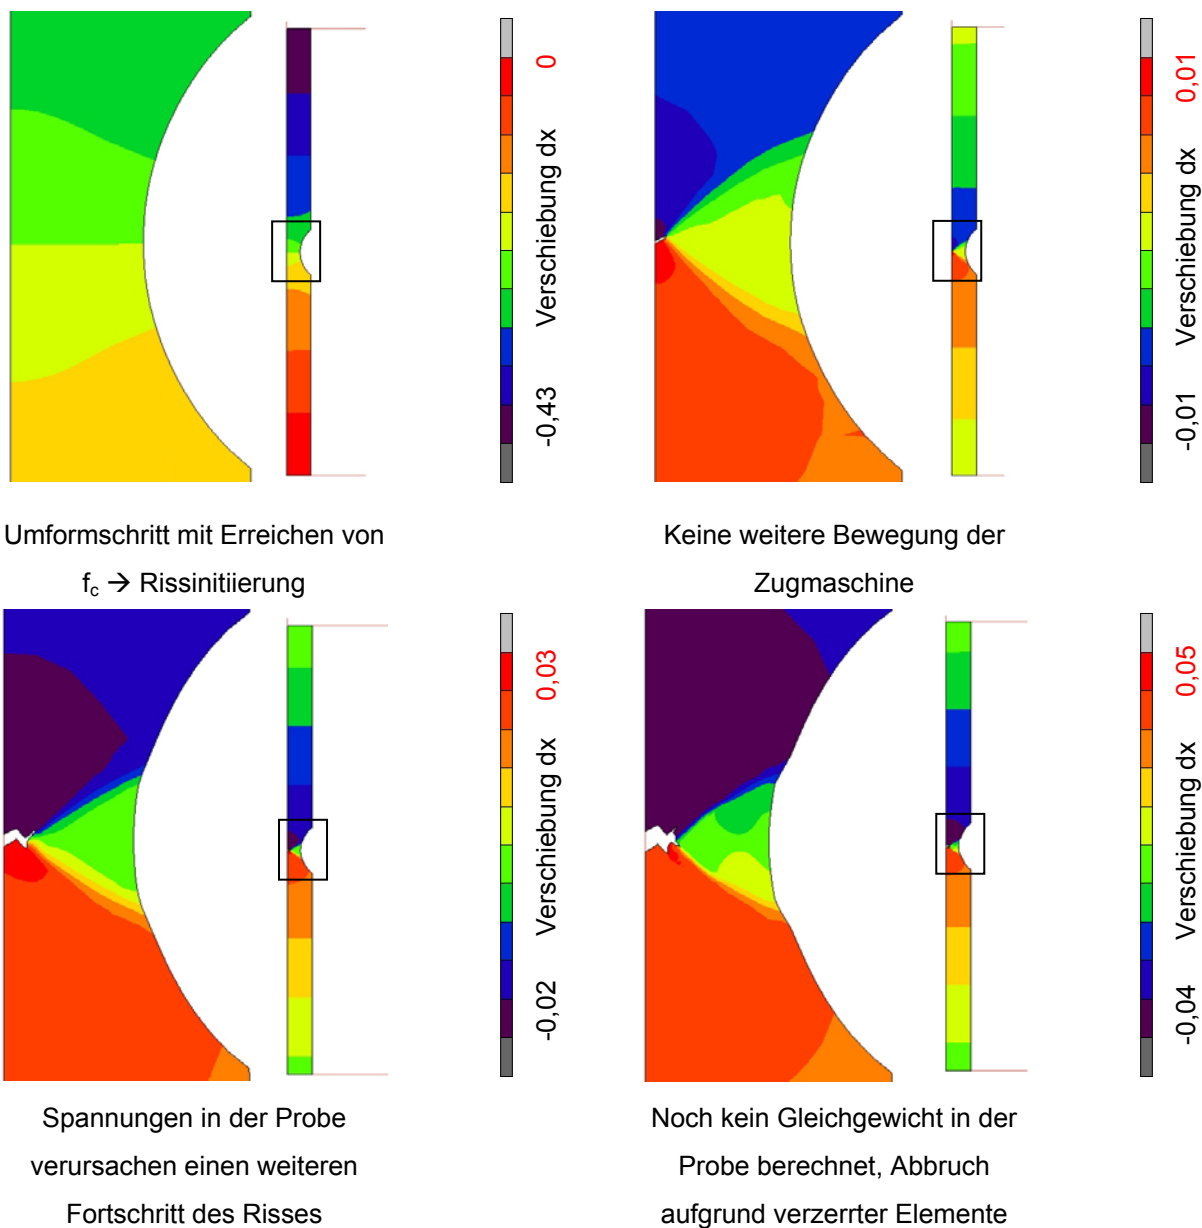 0
Verschiebung dx
-0,43
0,01
Verschiebung dx
-0,01
Umformschritt mit Erreichen von
fc → Rissinitiierung
Keine weitere Bewegung der
Zugmaschine
0,03
Verschiebung dx
-0,02
0,05
Verschiebung dx
-0,04
Spannungen in der Probe
verursachen einen weiteren
Fortschritt des Risses
Noch kein Gleichgewicht in der
Probe berechnet, Abbruch
aufgrund verzerrter Elemente